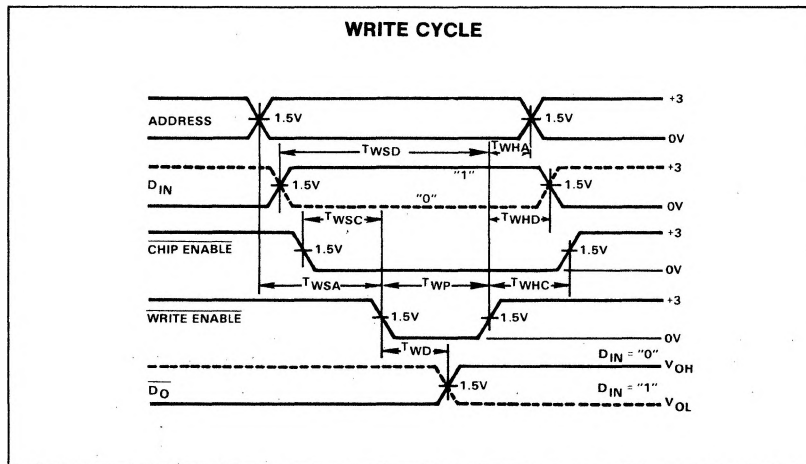 WRITE CYCLE
+3
ADDRESS
1.5V
1.5V
0V
TWSD
TWHA
+3
"1"
DIN
1.5V
1.5V
"0"
0V
TWSC
TWHD
+3
CHIP ENABLE
1.5V
1.5V
0V
TWSA
TWP
TWHC
+3
WRITE ENABLE
1.5V
1.5V
0V
TWD
DIN = "0"
VOH
DO
1.5V
DIN = "1"
VOL